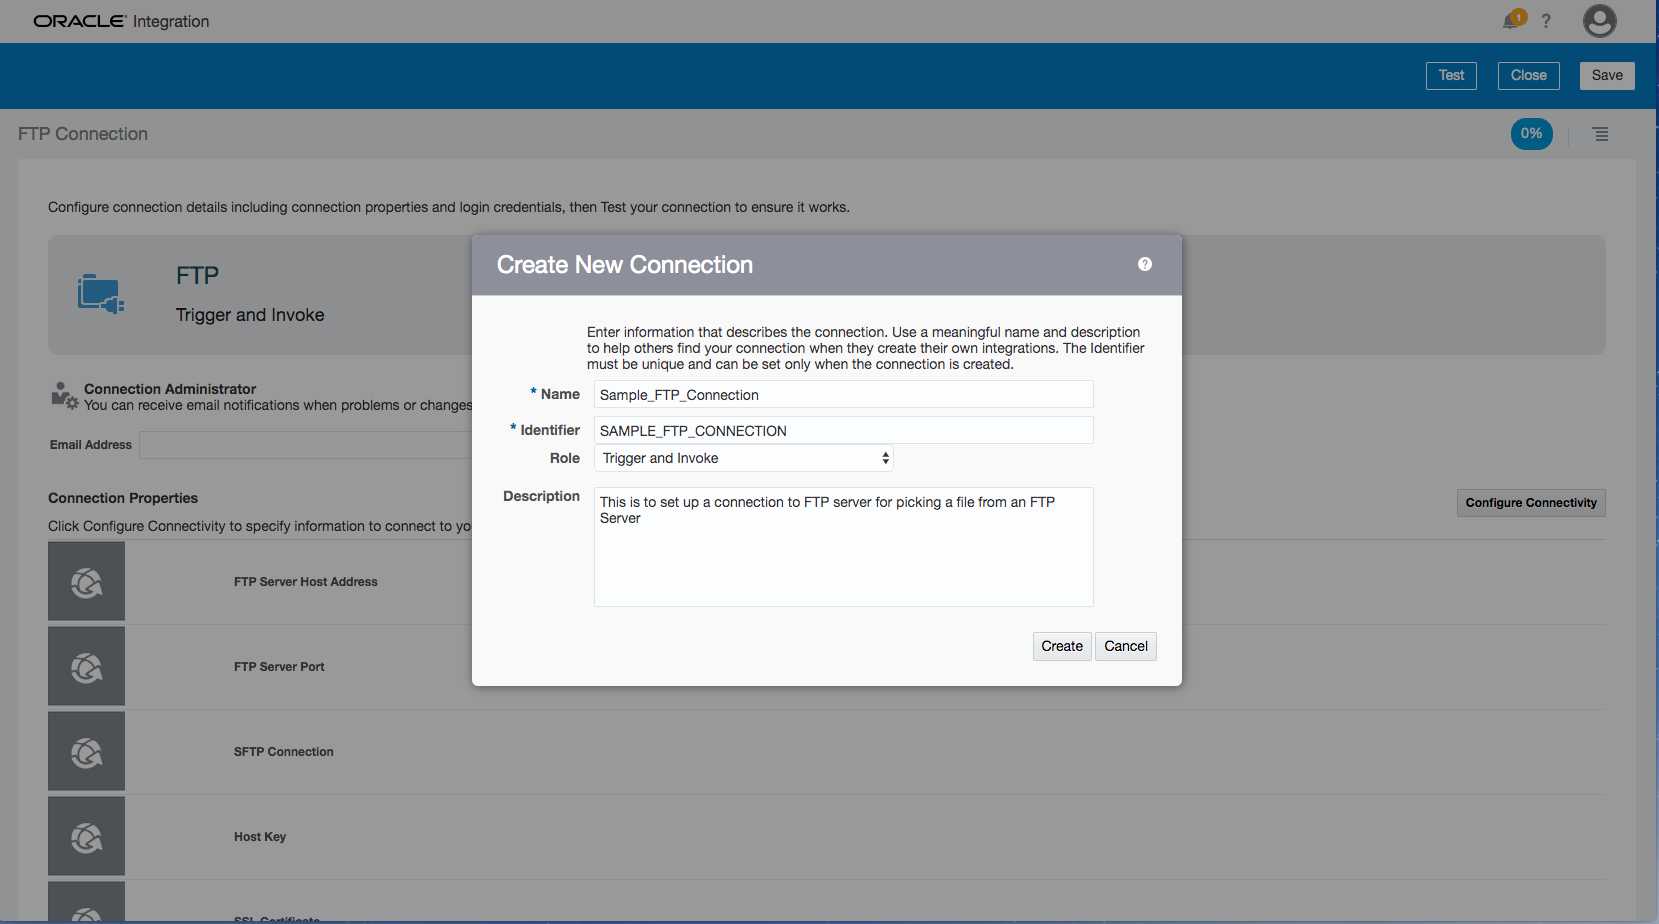 ORACLE Integration
1
?
Test
Close
Save
FTP Connection
0%
Configure connection details including connection properties and login credentials, then Test your connection to ensure it works.
FTP
Trigger and Invoke
Connection Administrator
You can receive email notifications when problems or changes
Email Address
Connection Properties
Click Configure Connectivity to specify information to connect to yo
Configure Connectivity
FTP Server Host Address
FTP Server Port
SFTP Connection
Host Key
SSL Certificate
Create New Connection
?
Enter information that describes the connection. Use a meaningful name and description
to help others find your connection when they create their own integrations. The Identifier
must be unique and can be set only when the connection is created.
* Name Sample_FTP_Connection
* Identifier SAMPLE_FTP_CONNECTION
Role Trigger and Invoke
Description This is to set up a connection to FTP server for picking a file from an FTP
Server
Create
Cancel